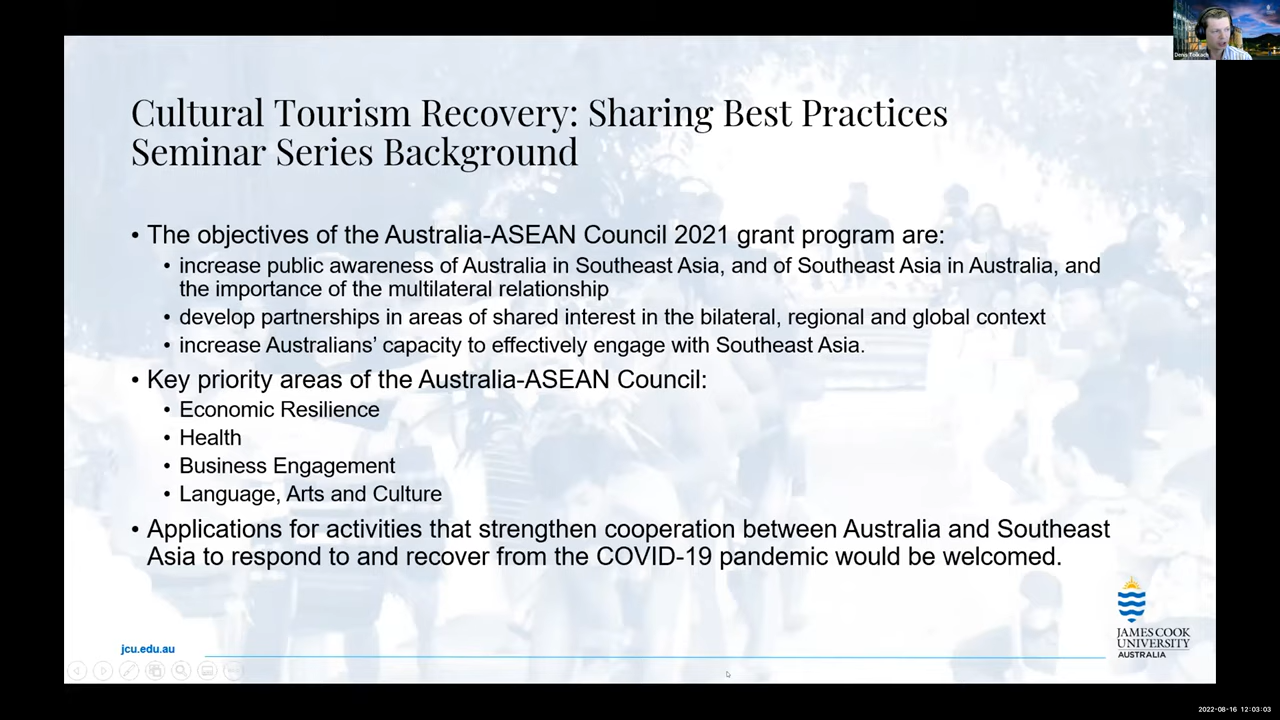 Denis Tolkach
Cultural Tourism Recovery: Sharing Best Practices
Seminar Series Background
• The objectives of the Australia-ASEAN Council 2021 grant program are:
• increase public awareness of Australia in Southeast Asia, and of Southeast Asia in Australia, and
the importance of the multilateral relationship
• develop partnerships in areas of shared interest in the bilateral, regional and global context
• increase Australians’ capacity to effectively engage with Southeast Asia.
• Key priority areas of the Australia-ASEAN Council:
• Economic Resilience
• Health
• Business Engagement
• Language, Arts and Culture
• Applications for activities that strengthen cooperation between Australia and Southeast
Asia to respond to and recover from the COVID-19 pandemic would be welcomed.
jcu.edu.au
JAMES COOK
UNIVERSITY
AUSTRALIA
2022-08-16 12:03:03